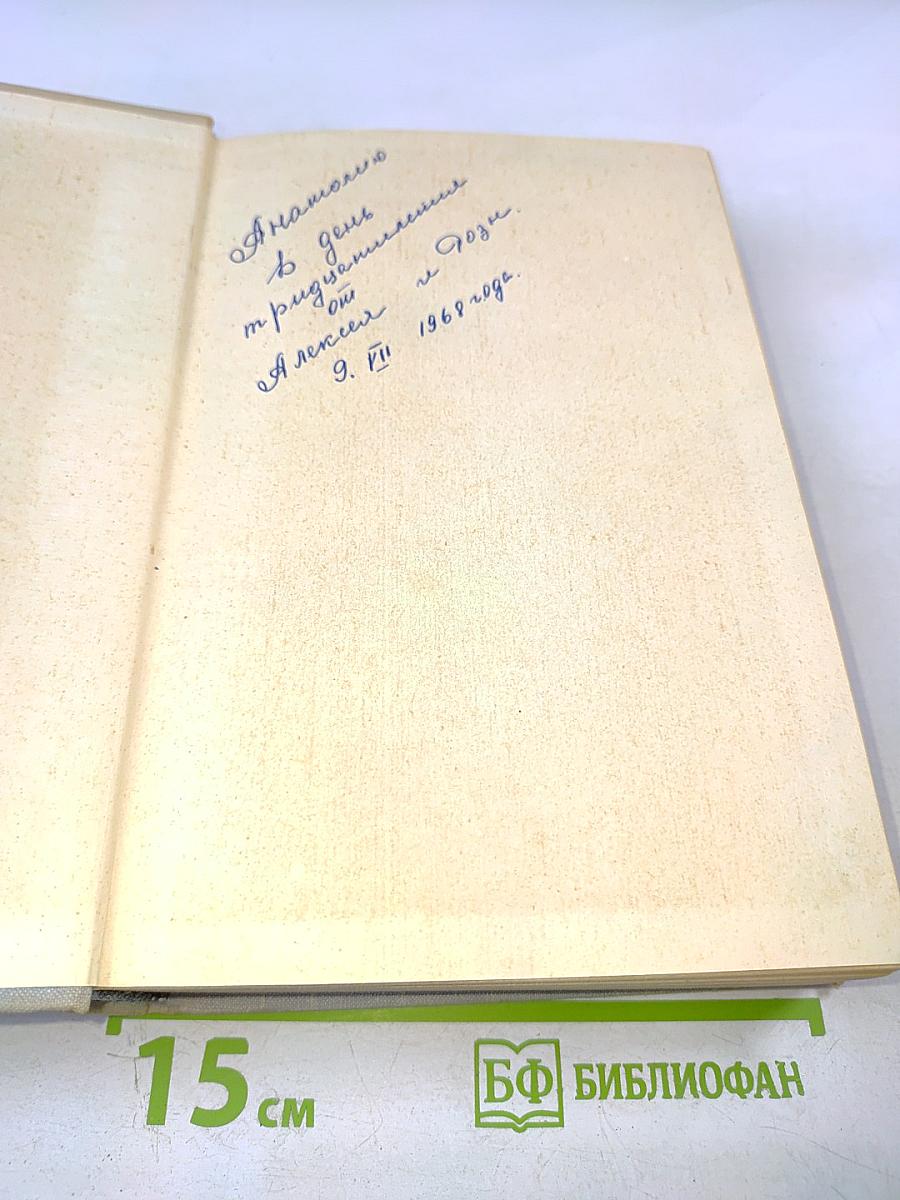 Анатолию
в день
тридцатилетия
от
Алексея и Розы.
9. VII 1968 года.
15 см
БФ БИБЛИОФАН